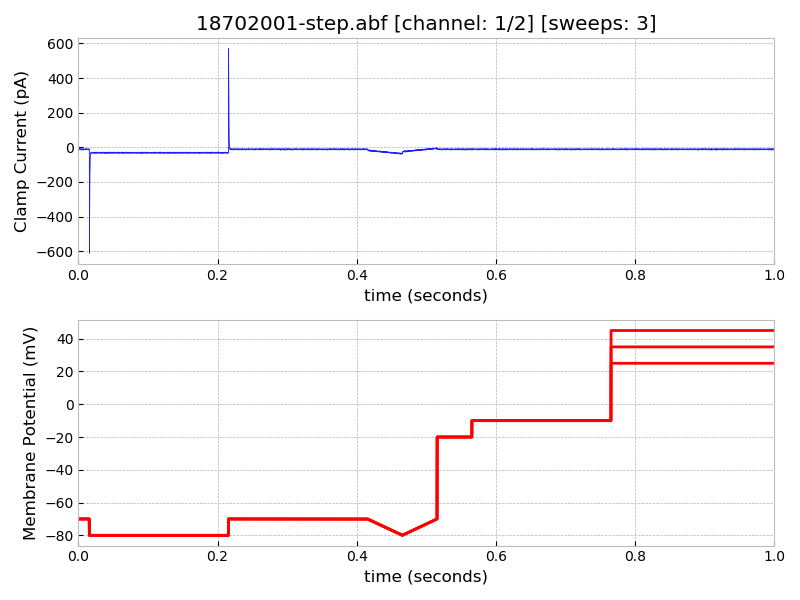 18702001-step.abf [channel: 1/2] [sweeps: 3]
Clamp Current (pA)
600
400
200
0
−200
−400
−600
0.0 0.2 0.4 0.6 0.8 1.0
time (seconds)
Membrane Potential (mV)
40
20
0
−20
−40
−60
−80
0.0 0.2 0.4 0.6 0.8 1.0
time (seconds)